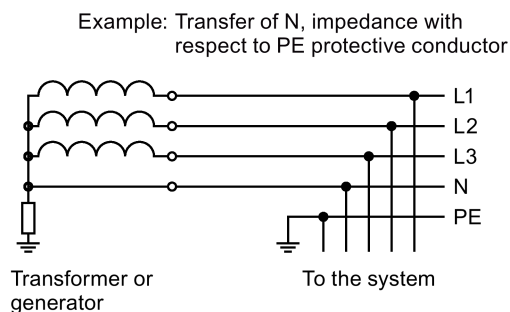 Example: Transfer of N, impedance with
respect to PE protective conductor
L1
L2
L3
N
PE
Transformer or
generator
To the system